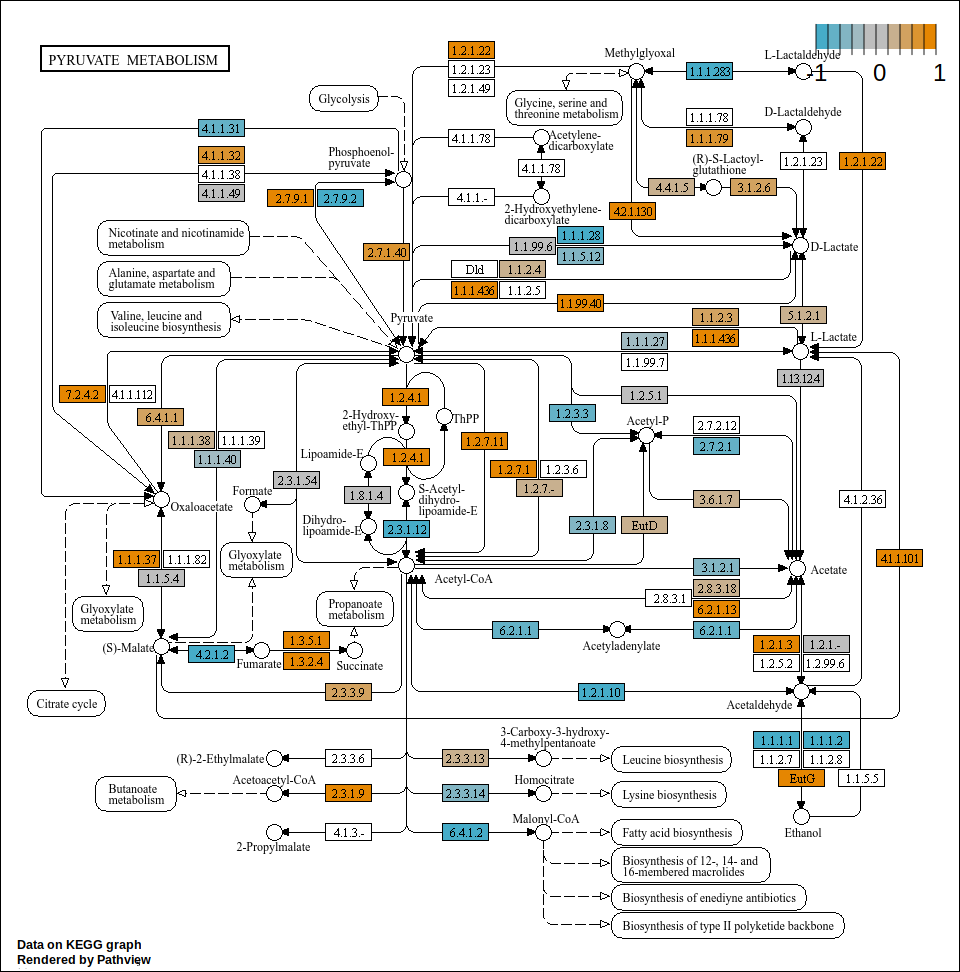 PYRUVATE METABOLISM
-1 0 1
1.2.1.22
1.2.1.23
1.2.1.49
Methylglyoxal
1.1.1.283
L-Lactaldehyde
Glycolysis
Glycine, serine and
threonine metabolism
1.1.1.78
1.1.1.79
D-Lactaldehyde
4.1.1.31
4.1.1.32
4.1.1.38
4.1.1.49
Phosphoenol-
pyruvate
4.1.1.78
Acetylene-
dicarboxylate
4.1.1.78
(R)-S-Lactoyl-
glutathione
1.2.1.23
1.2.1.22
2.7.9.1
2.7.9.2
4.1.1.-
4.4.1.5
3.1.2.6
2-Hydroxyethylene-
dicarboxylate
4.2.1.130
Nicotinate and nicotinamide
metabolism
2.7.1.40
1.1.99.6
1.1.1.28
1.1.5.12
D-Lactate
Alanine, aspartate and
glutamate metabolism
Dld
1.1.2.4
1.1.1.436
1.1.2.5
Valine, leucine and
isoleucine biosynthesis
1.1.99.40
Pyruvate
1.1.2.3
1.1.1.436
5.1.2.1
L-Lactate
1.1.1.27
1.1.99.7
1.13.12.4
7.2.4.2
4.1.1.112
6.4.1.1
1.2.4.1
1.2.5.1
1.2.3.3
2-Hydroxy-
ethyl-ThPP
ThPP
Acetyl-P
2.7.2.12
2.7.2.1
1.1.1.38
1.1.1.39
1.1.1.40
1.2.7.11
Lipoamide-E
1.2.4.1
1.2.7.1
1.2.3.6
1.2.7.-
2.3.1.54
Formate
1.8.1.4
S-Acetyl-
dihydro-
lipoamide-E
3.6.1.7
1.2.1.36
Oxaloacetate
Dihydro-
lipoamide-E
2.3.1.12
2.3.1.8
EutD
1.1.1.37
1.1.1.82
1.1.5.4
Glyoxylate
metabolism
Acetyl-CoA
3.1.2.1
Acetate
4.1.1.101
Glyoxylate
metabolism
Propanoate
metabolism
2.8.3.1
2.8.3.18
6.2.1.13
6.2.1.1
6.2.1.1
Acetyladenylate
(S)-Malate
4.2.1.2
Fumarate
1.3.5.1
1.3.2.4
Succinate
1.2.1.3
1.2.1.-
1.2.5.2
1.2.99.6
2.3.3.9
1.2.1.10
Citrate cycle
Acetaldehyde
(R)-2-Ethylmalate
2.3.3.6
2.3.3.13
3-Carboxy-3-hydroxy-
4-methylpentanoate
Leucine biosynthesis
1.1.1.1
1.1.1.2
1.1.2.7
1.1.2.8
EutG
1.1.5.5
Butanoate
metabolism
Acetoacetyl-CoA
2.3.1.9
2.3.3.14
Homocitrate
Lysine biosynthesis
2-Propylmalate
4.1.3.-
6.4.1.2
Malonyl-CoA
Fatty acid biosynthesis
Ethanol
Biosynthesis of 12-, 14- and
16-membered macrolides
Biosynthesis of enediyne antibiotics
Biosynthesis of type II polyketide backbone
Data on KEGG graph
Rendered by Pathview